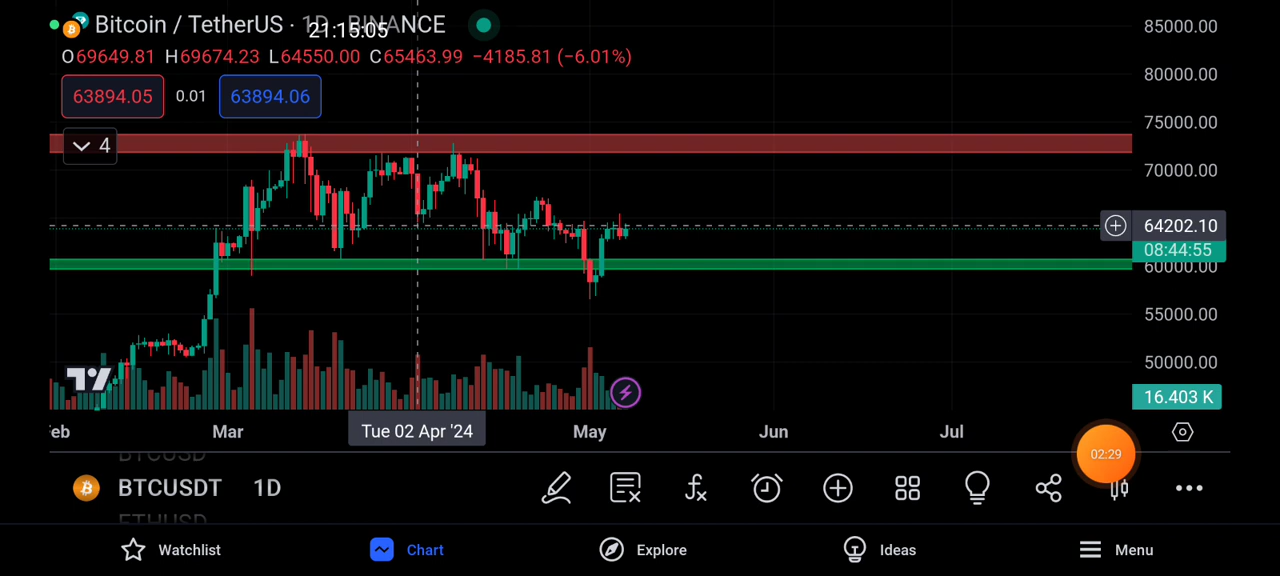 Bitcoin / TetherUS · 1D · BINANCE
21:15:05
O69649.81 H69674.23 L64550.00 C65463.99 −4185.81 (−6.01%)
63894.05 0.01 63894.06
4
85000.00
80000.00
75000.00
70000.00
64202.10
08:44:55
60000.00
55000.00
50000.00
16.403 K
eb Mar Tue 02 Apr '24 May Jun Jul
02:29
BTCUSD
BTCUSDT 1D
ETHUSD
Watchlist Chart Explore Ideas Menu